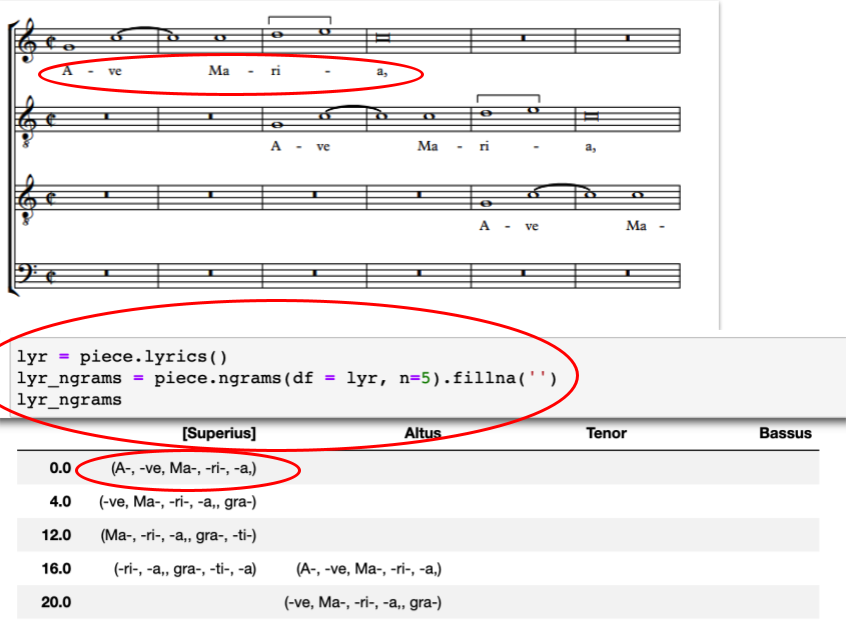 A - ve Ma - ri - a,
A - ve Ma - ri - a,
A - ve Ma -
lyr = piece.lyrics()
lyr_ngrams = piece.ngrams(df = lyr, n=5).fillna('')
lyr_ngrams
[Superius] Altus Tenor Bassus
0.0 (A-, -ve, Ma-, -ri-, -a,)
4.0 (-ve, Ma-, -ri-, -a,, gra-)
12.0 (Ma-, -ri-, -a,, gra-, -ti-)
16.0 (-ri-, -a,, gra-, -ti-, -a) (A-, -ve, Ma-, -ri-, -a,)
20.0 (-ve, Ma-, -ri-, -a,, gra-)